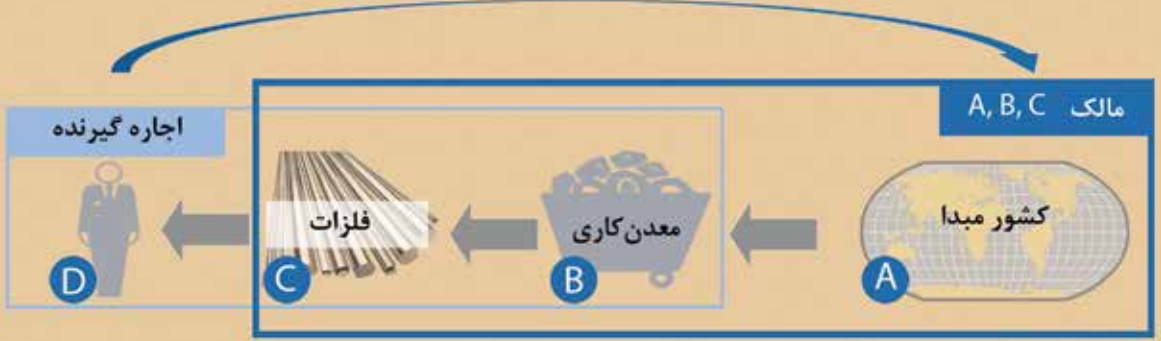 مالک A, B, C
اجاره گیرنده
کشور مبدا
معدن‌کاری
فلزات
A
B
C
D